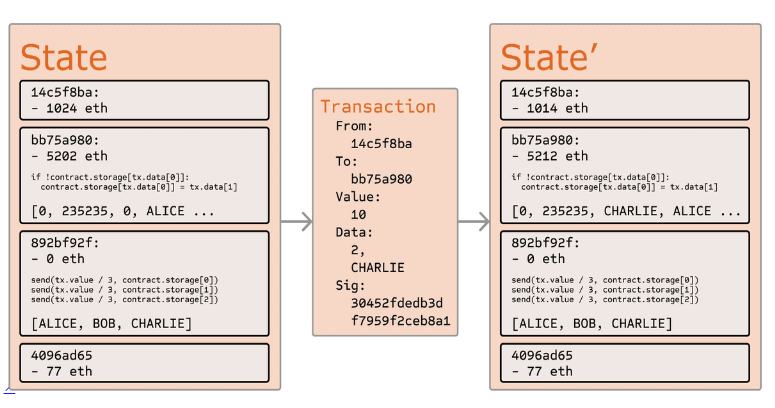 State
14c5f8ba:
- 1024 eth
bb75a980:
- 5202 eth
if !contract.storage[tx.data[0]]:
contract.storage[tx.data[0]] = tx.data[1]
[0, 235235, 0, ALICE ...
892bf92f:
- 0 eth
send(tx.value / 3, contract.storage[0])
send(tx.value / 3, contract.storage[1])
send(tx.value / 3, contract.storage[2])
[ALICE, BOB, CHARLIE]
4096ad65
- 77 eth
Transaction
From:
14c5f8ba
To:
bb75a980
Value:
10
Data:
2,
CHARLIE
Sig:
30452fdedb3d
f7959f2ceb8a1
State’
14c5f8ba:
- 1014 eth
bb75a980:
- 5212 eth
if !contract.storage[tx.data[0]]:
contract.storage[tx.data[0]] = tx.data[1]
[0, 235235, CHARLIE, ALICE ...
892bf92f:
- 0 eth
send(tx.value / 3, contract.storage[0])
send(tx.value / 3, contract.storage[1])
send(tx.value / 3, contract.storage[2])
[ALICE, BOB, CHARLIE]
4096ad65
- 77 eth